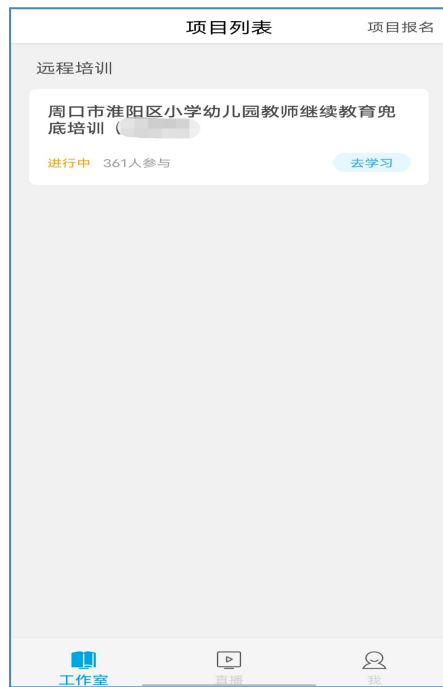 项目列表 项目报名
远程培训
周口市淮阳区小学幼儿园教师继续教育兜
底培训（
进行中 361人参与 去学习
工作室 直播 我